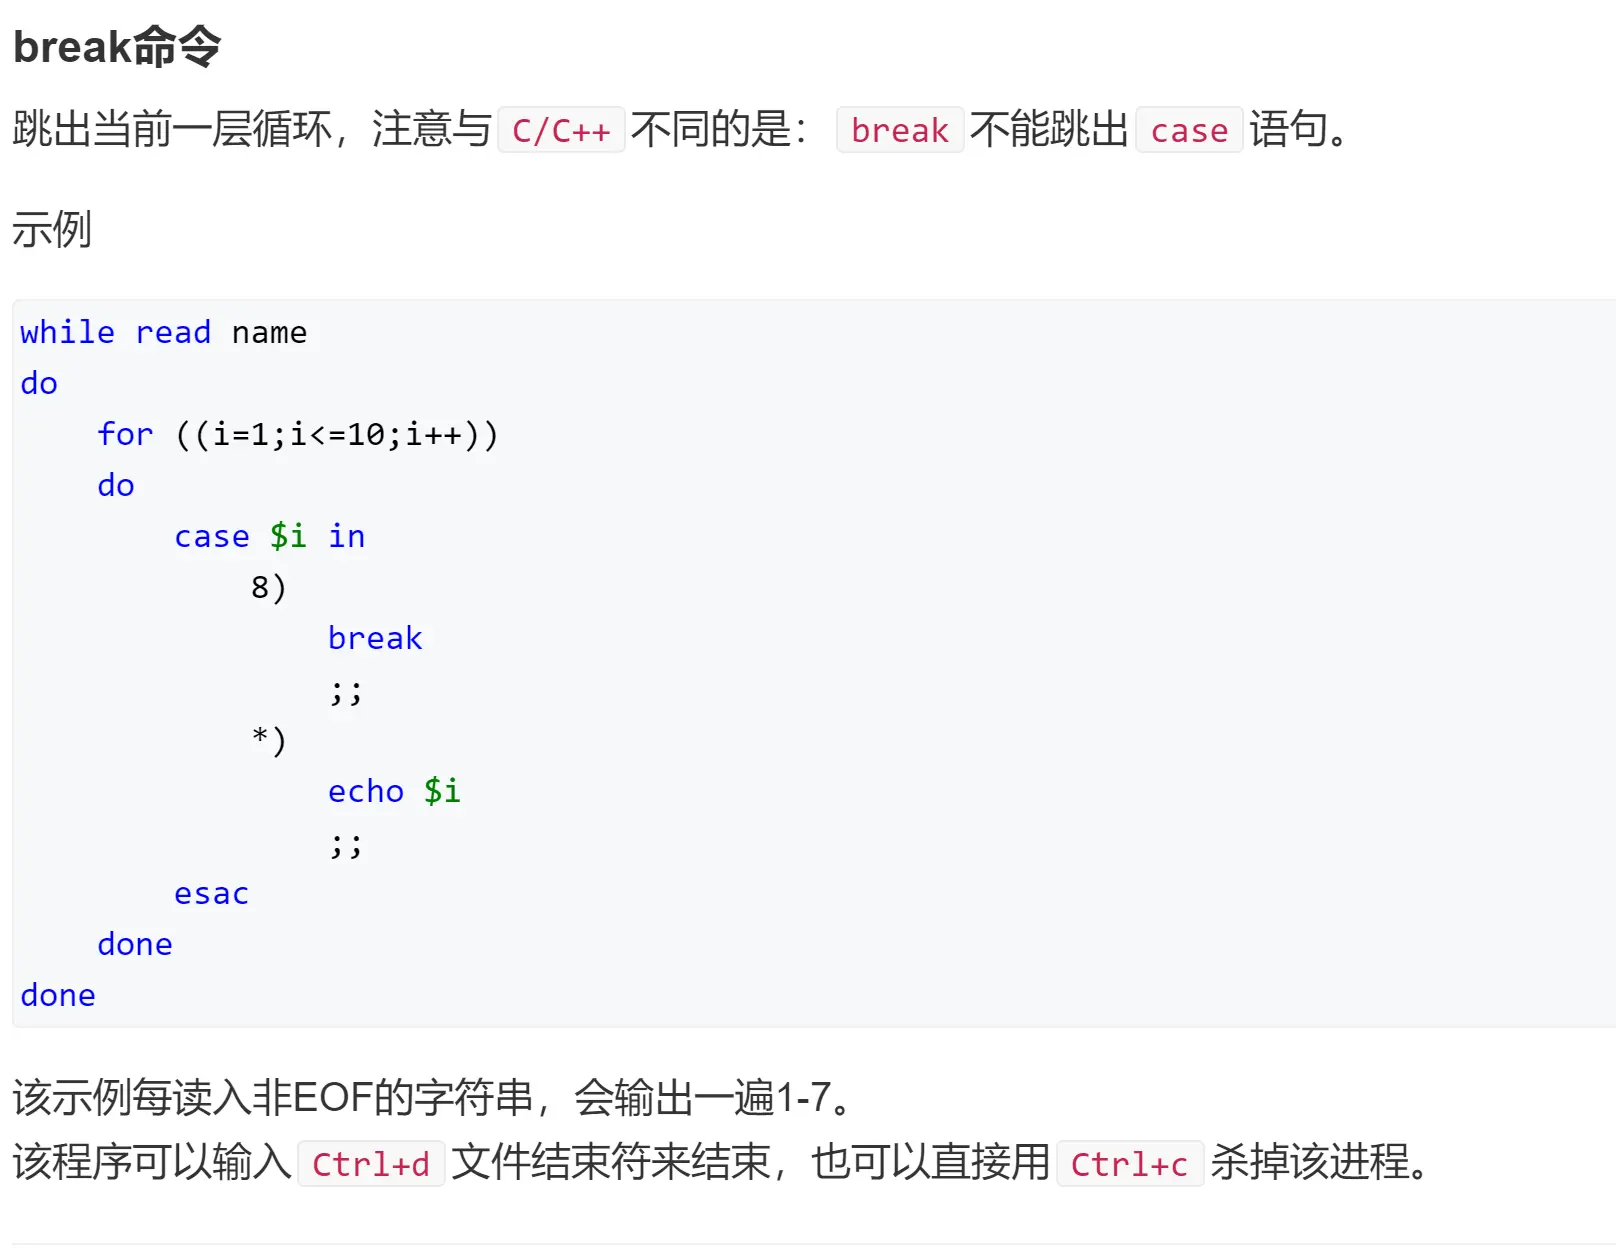 break命令
跳出当前一层循环，注意与 C/C++ 不同的是： break 不能跳出 case 语句。
示例
while read name
do
    for ((i=1;i<=10;i++))
    do
        case $i in
            8)
                break
                ;;
            *)
                echo $i
                ;;
        esac
    done
done
该示例每读入非EOF的字符串，会输出一遍1-7。
该程序可以输入 Ctrl+d 文件结束符来结束，也可以直接用 Ctrl+c 杀掉该进程。